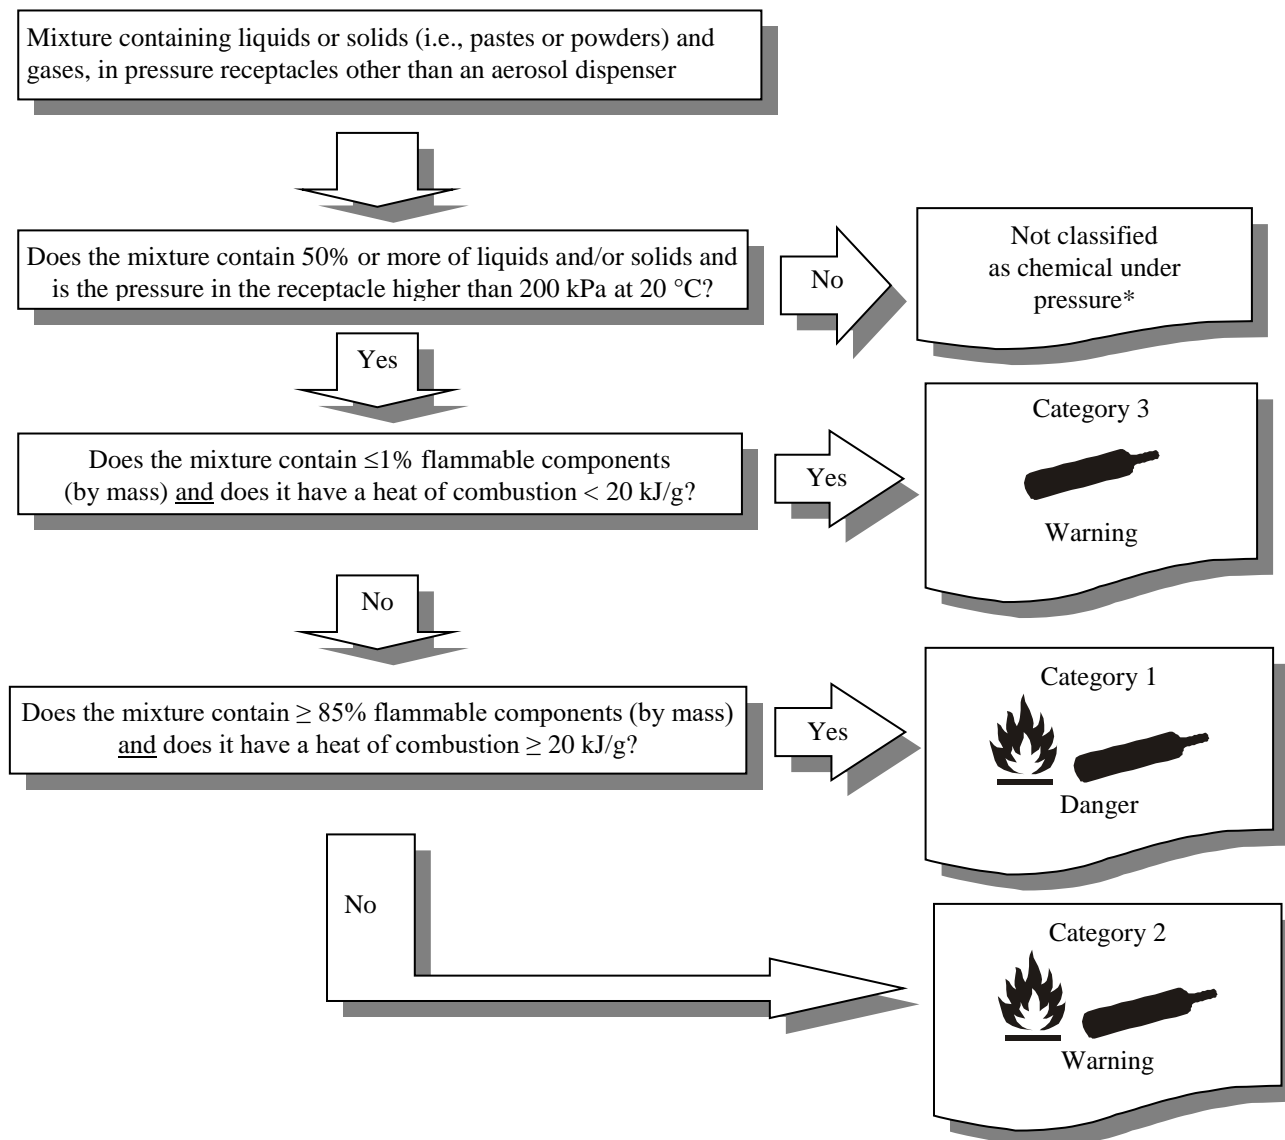 Mixture containing liquids or solids (i.e., pastes or powders) and
gases, in pressure receptacles other than an aerosol dispenser
Does the mixture contain 50% or more of liquids and/or solids and
is the pressure in the receptacle higher than 200 kPa at 20 °C?
No
Not classified
as chemical under
pressure*
Yes
Does the mixture contain ≤1% flammable components
(by mass) and does it have a heat of combustion < 20 kJ/g?
Yes
Category 3
Warning
No
Does the mixture contain ≥ 85% flammable components (by mass)
and does it have a heat of combustion ≥ 20 kJ/g?
Yes
Category 1
Danger
No
Category 2
Warning